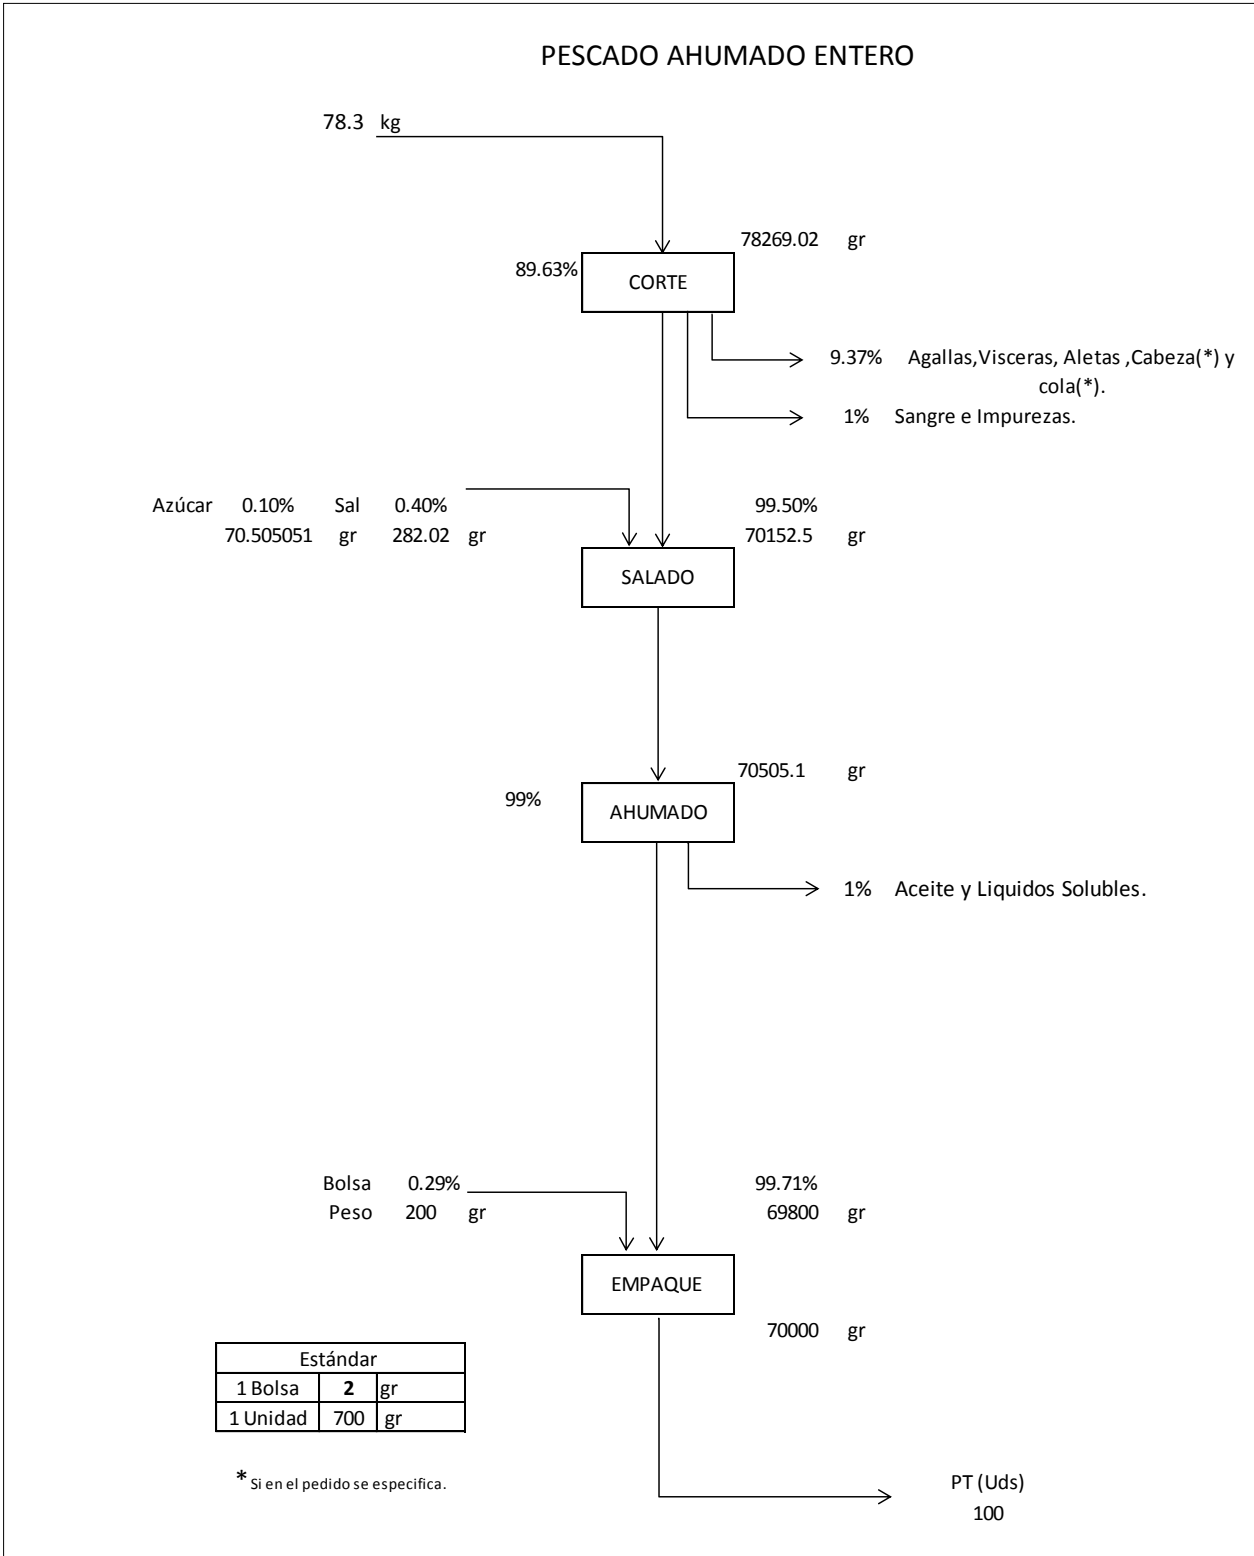 PESCADO AHUMADO ENTERO
78.3 kg
78269.02 gr
89.63%
CORTE
9.37% Agallas,Visceras, Aletas ,Cabeza(*) y
cola(*).
1% Sangre e Impurezas.
Azúcar 0.10% Sal 0.40% 99.50%
70.505051 gr 282.02 gr 70152.5 gr
SALADO
70505.1 gr
99%
AHUMADO
1% Aceite y Liquidos Solubles.
Bolsa 0.29% 99.71%
Peso 200 gr 69800 gr
EMPAQUE
70000 gr
Estándar
1 Bolsa 2 gr
1 Unidad 700 gr
* Si en el pedido se especifica.
PT (Uds)
100